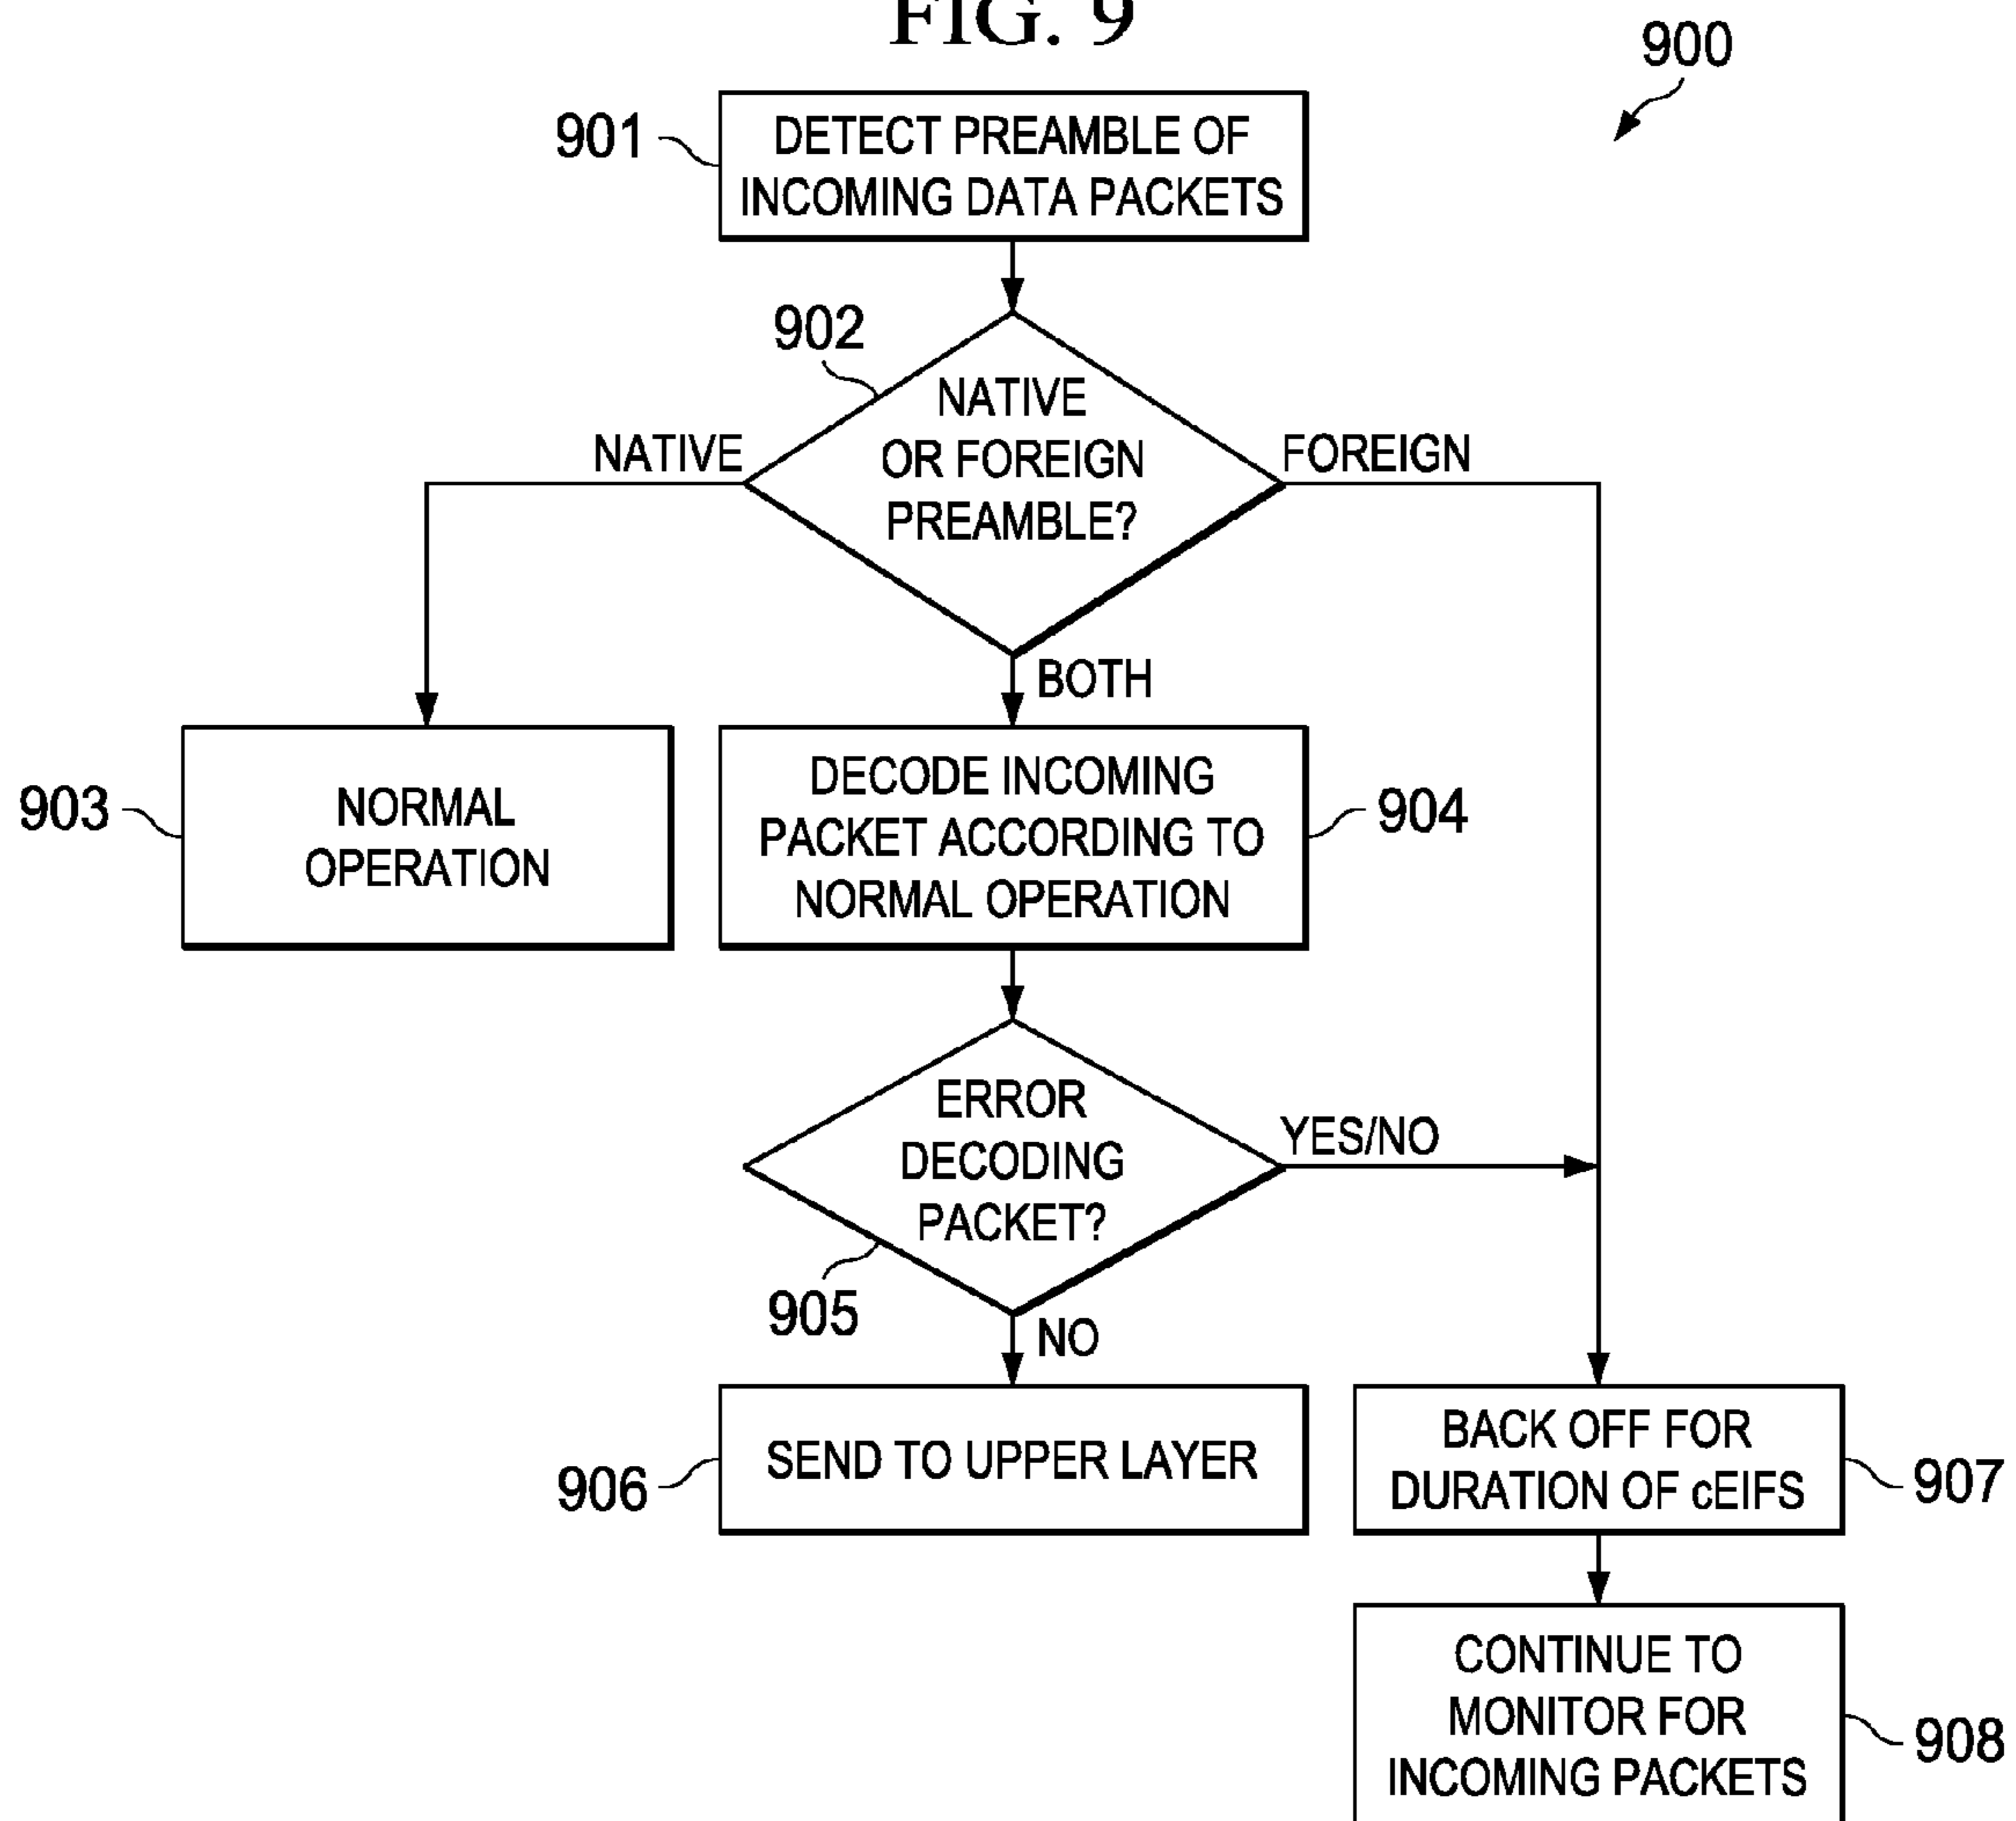 FIG. 9
900
901
DETECT PREAMBLE OF
INCOMING DATA PACKETS
902
NATIVE
OR FOREIGN
PREAMBLE?
NATIVE
FOREIGN
BOTH
903
NORMAL
OPERATION
DECODE INCOMING
PACKET ACCORDING TO
NORMAL OPERATION
904
ERROR
DECODING
PACKET?
YES/NO
905
NO
906
SEND TO UPPER LAYER
BACK OFF FOR
DURATION OF cEIFS
907
CONTINUE TO
MONITOR FOR
INCOMING PACKETS
908